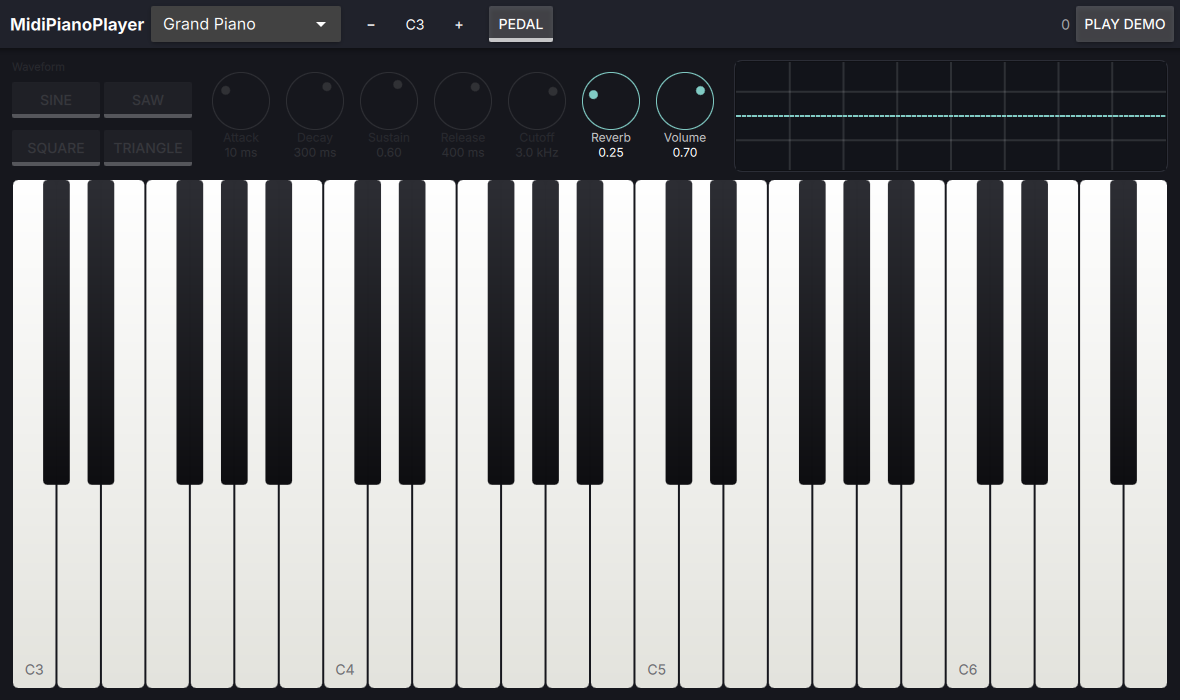 MidiPianoPlayer Grand Piano − C3 + PEDAL 0 PLAY DEMO
Waveform
SINE SAW
SQUARE TRIANGLE
Attack Decay Sustain Release Cutoff Reverb Volume
10 ms 300 ms 0.60 400 ms 3.0 kHz 0.25 0.70
C3 C4 C5 C6